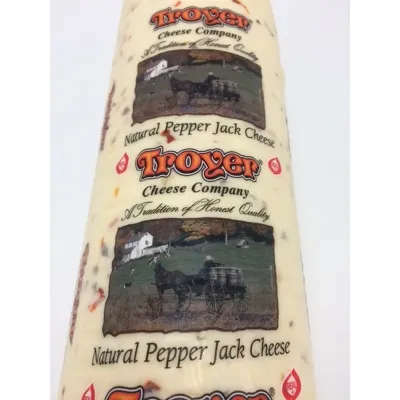 Troyer®
Cheese Company
A Tradition of Honest Quality
Natural Pepper Jack Cheese
Troyer®
Cheese Company
A Tradition of Honest Quality
Natural Pepper Jack Cheese
Troyer®